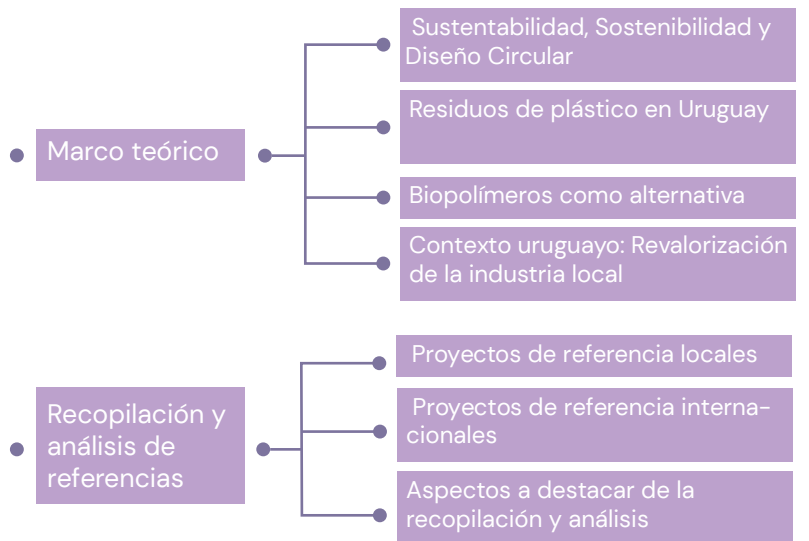 Marco teórico
Sustentabilidad, Sostenibilidad y
Diseño Circular
Residuos de plástico en Uruguay
Biopolímeros como alternativa
Contexto uruguayo: Revalorización
de la industria local
Recopilación y
análisis de
referencias
Proyectos de referencia locales
Proyectos de referencia interna-
cionales
Aspectos a destacar de la
recopilación y análisis